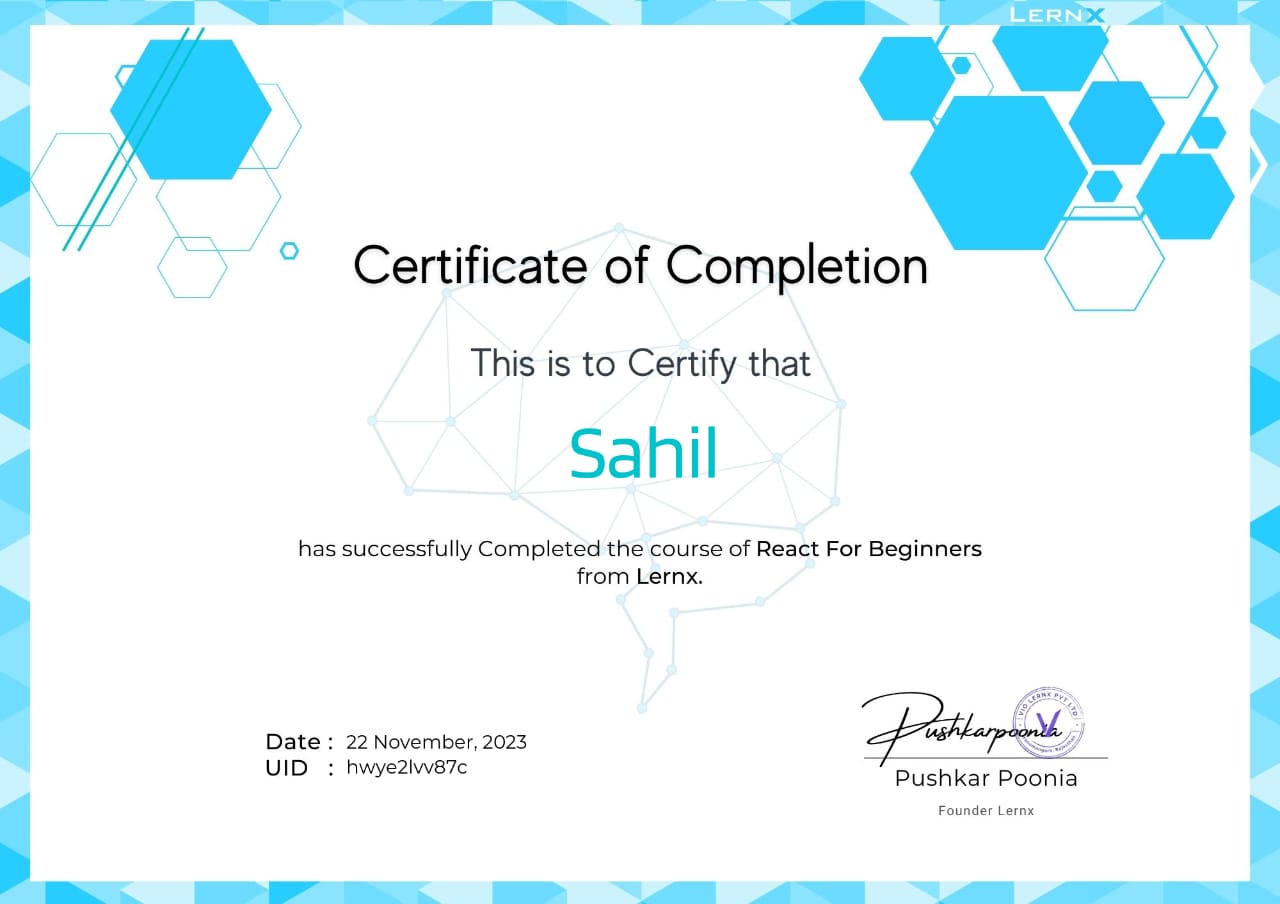 LERNX
Certificate of Completion
This is to Certify that
Sahil
has successfully Completed the course of React For Beginners
from Lernx.
Date : 22 November, 2023
UID : hwye2lvv87c
Pushkarpoonia
VIO LERNX PVT. LTD
Pushkar Poonia
Founder Lernx